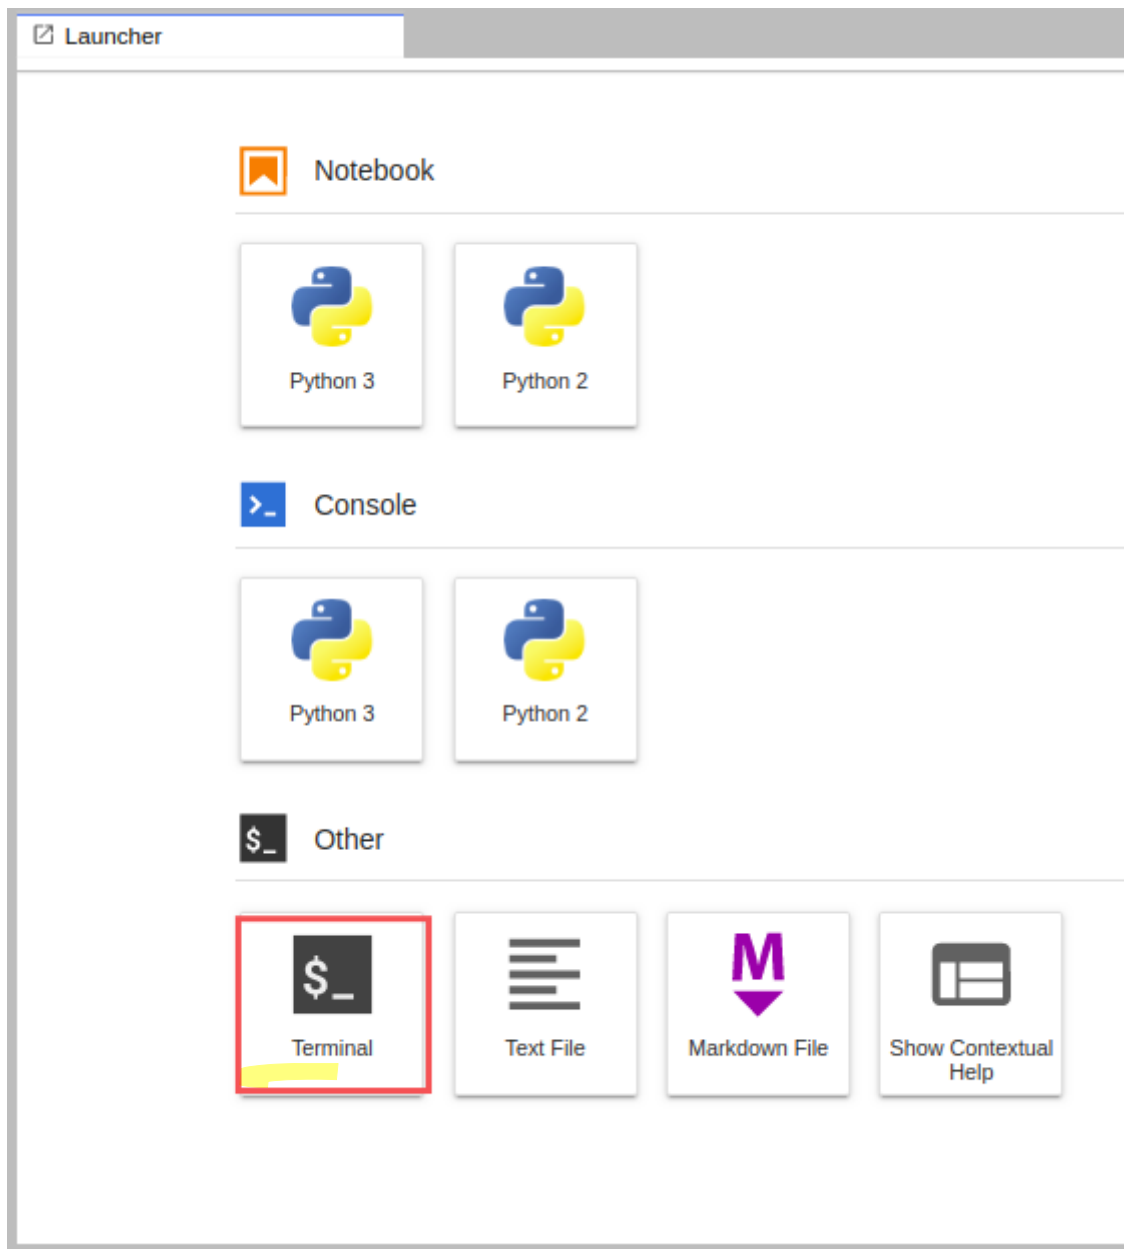 Launcher
Notebook
Python 3
Python 2
Console
Python 3
Python 2
$_ Other
$_
M
Terminal
Text File
Markdown File
Show Contextual
Help